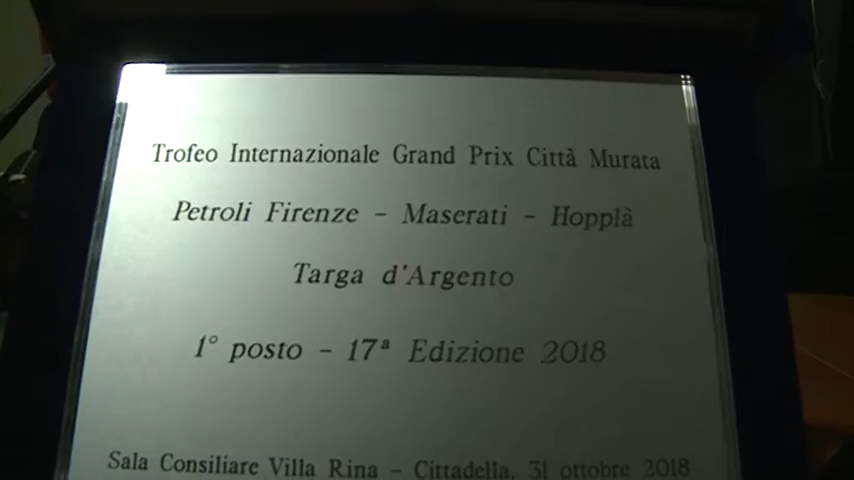 Trofeo Internazionale Grand Prix Città Murata
Petroli Firenze - Maserati - Hopplà
Targa d'Argento
1° posto - 17ª Edizione 2018
Sala Consiliare Villa Rina - Cittadella, 31 ottobre 2018